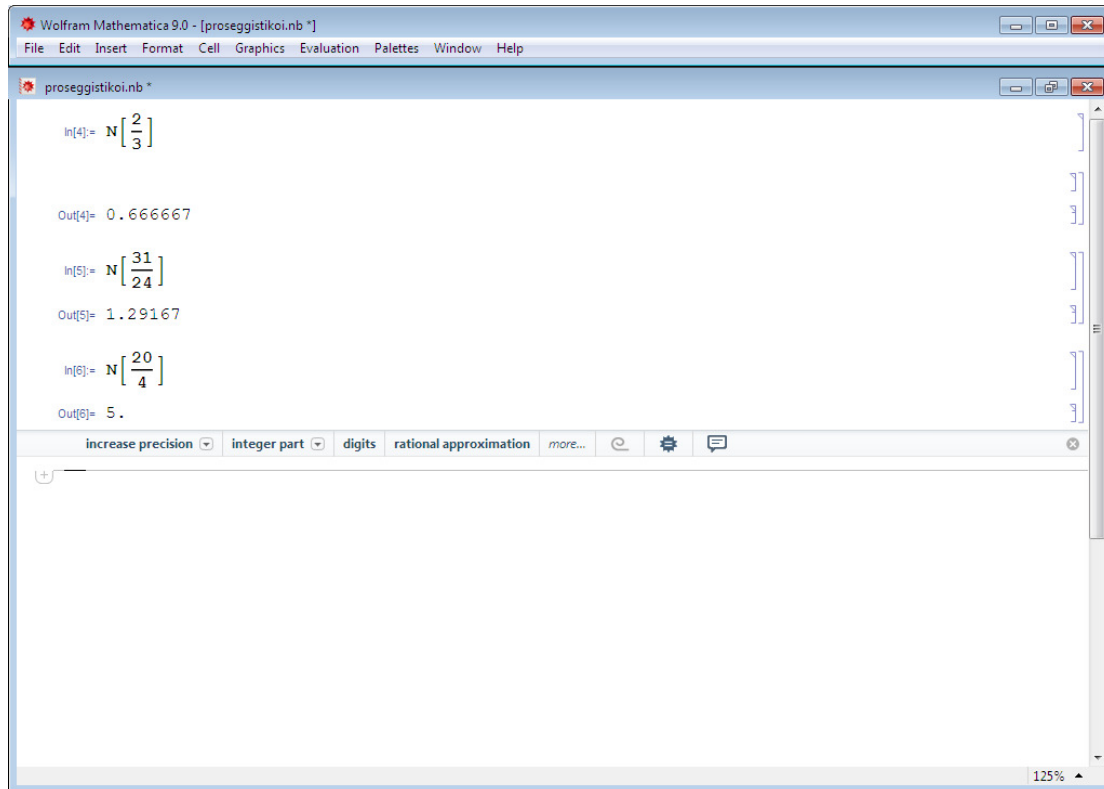 Wolfram Mathematica 9.0 - [proseggistikoi.nb *]
File Edit Insert Format Cell Graphics Evaluation Palettes Window Help
proseggistikoi.nb *
In[4]:= N[2/3]
Out[4]= 0.666667
In[5]:= N[31/24]
Out[5]= 1.29167
In[6]:= N[20/4]
Out[6]= 5.
increase precision integer part digits rational approximation more...
125%